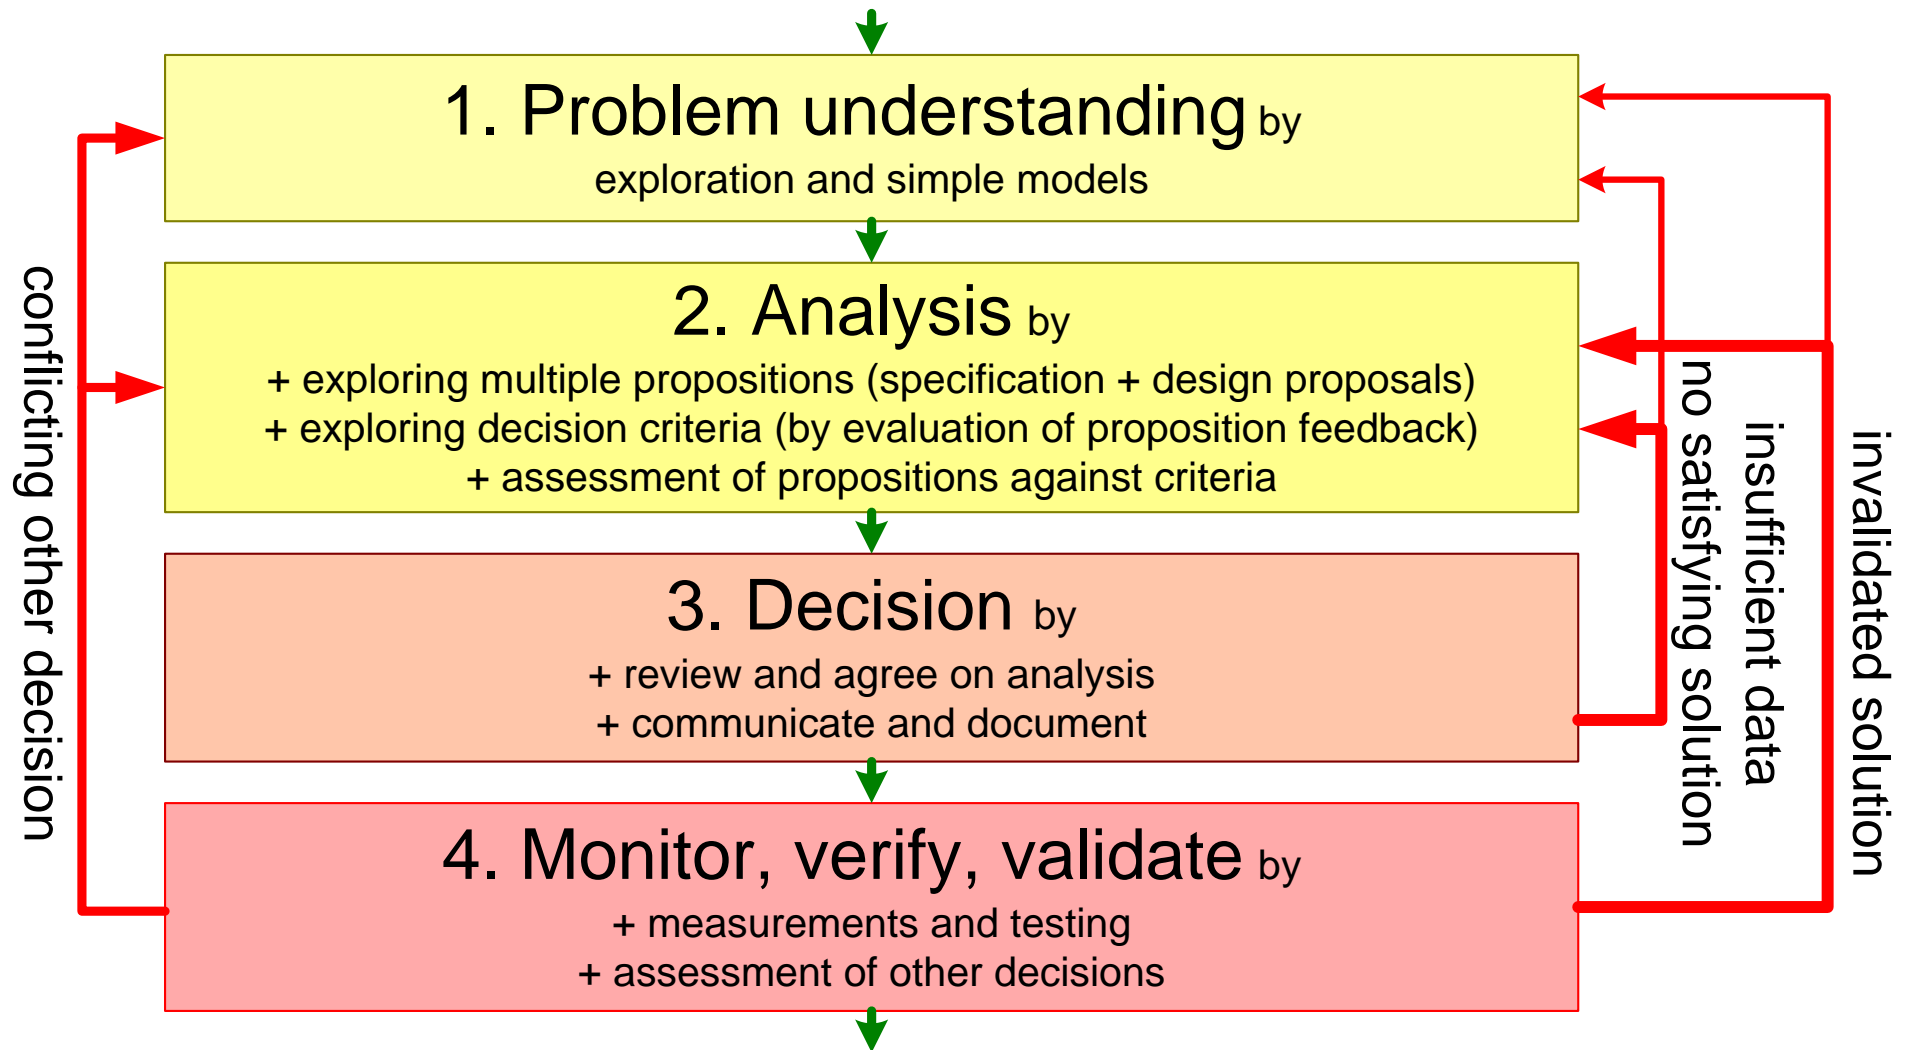 1. Problem understanding by
exploration and simple models
2. Analysis by
+ exploring multiple propositions (specification + design proposals)
+ exploring decision criteria (by evaluation of proposition feedback)
+ assessment of propositions against criteria
3. Decision by
+ review and agree on analysis
+ communicate and document
4. Monitor, verify, validate by
+ measurements and testing
+ assessment of other decisions
conflicting other decision
insufficient data
no satisfying solution
invalidated solution